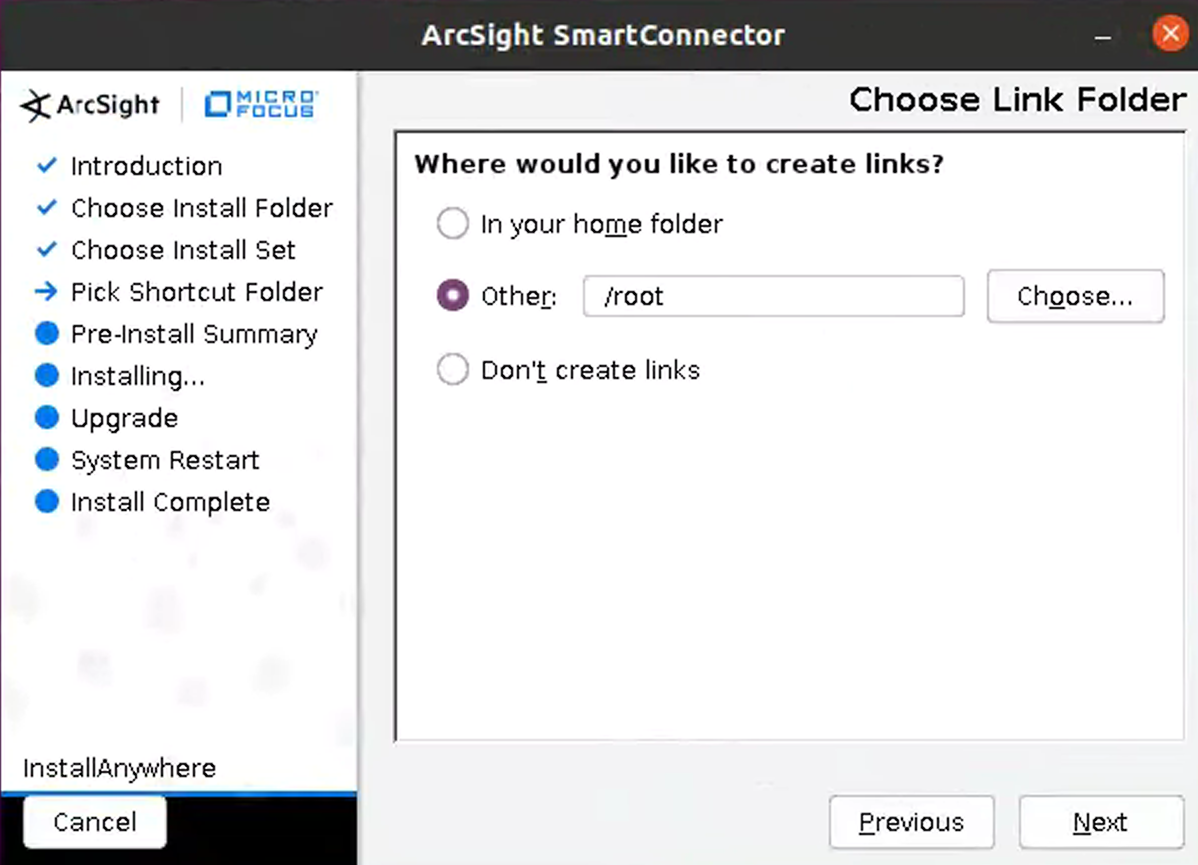 ArcSight SmartConnector
ArcSight
MICRO
FOCUS
Introduction
Choose Install Folder
Choose Install Set
Pick Shortcut Folder
Pre-Install Summary
Installing...
Upgrade
System Restart
Install Complete
InstallAnywhere
Cancel
Choose Link Folder
Where would you like to create links?
In your home folder
Other: /root Choose...
Don't create links
Previous Next